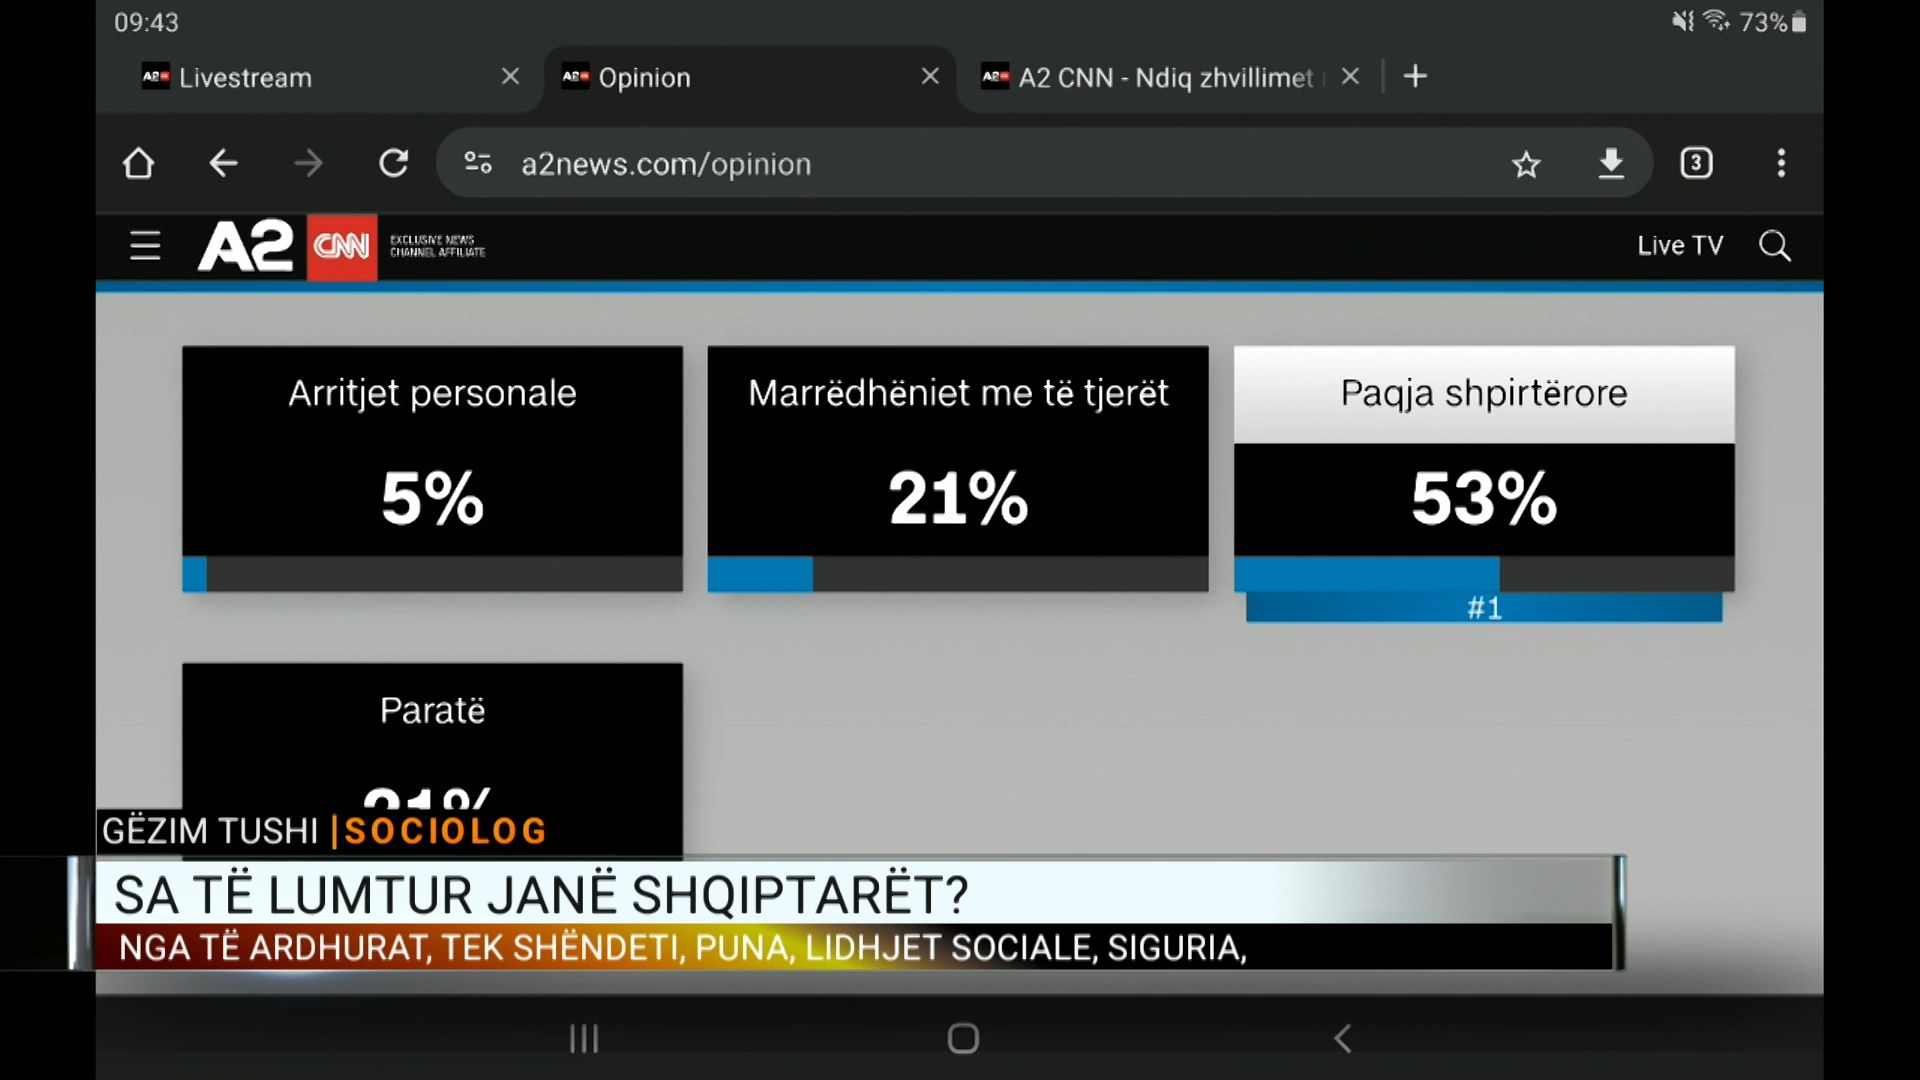 09:43
73%
Livestream
Opinion
A2 CNN - Ndiq zhvillimet
a2news.com/opinion
3
A2 CNN
EXCLUSIVE NEWS
CHANNEL AFFILIATE
Live TV
Arritjet personale
5%
Marrëdhëniet me të tjerët
21%
Paqja shpirtërore
53%
#1
Paratë
21%
GËZIM TUSHI |SOCIOLOG
SA TË LUMTUR JANË SHQIPTARËT?
NGA TË ARDHURAT, TEK SHËNDETI, PUNA, LIDHJET SOCIALE, SIGURIA,